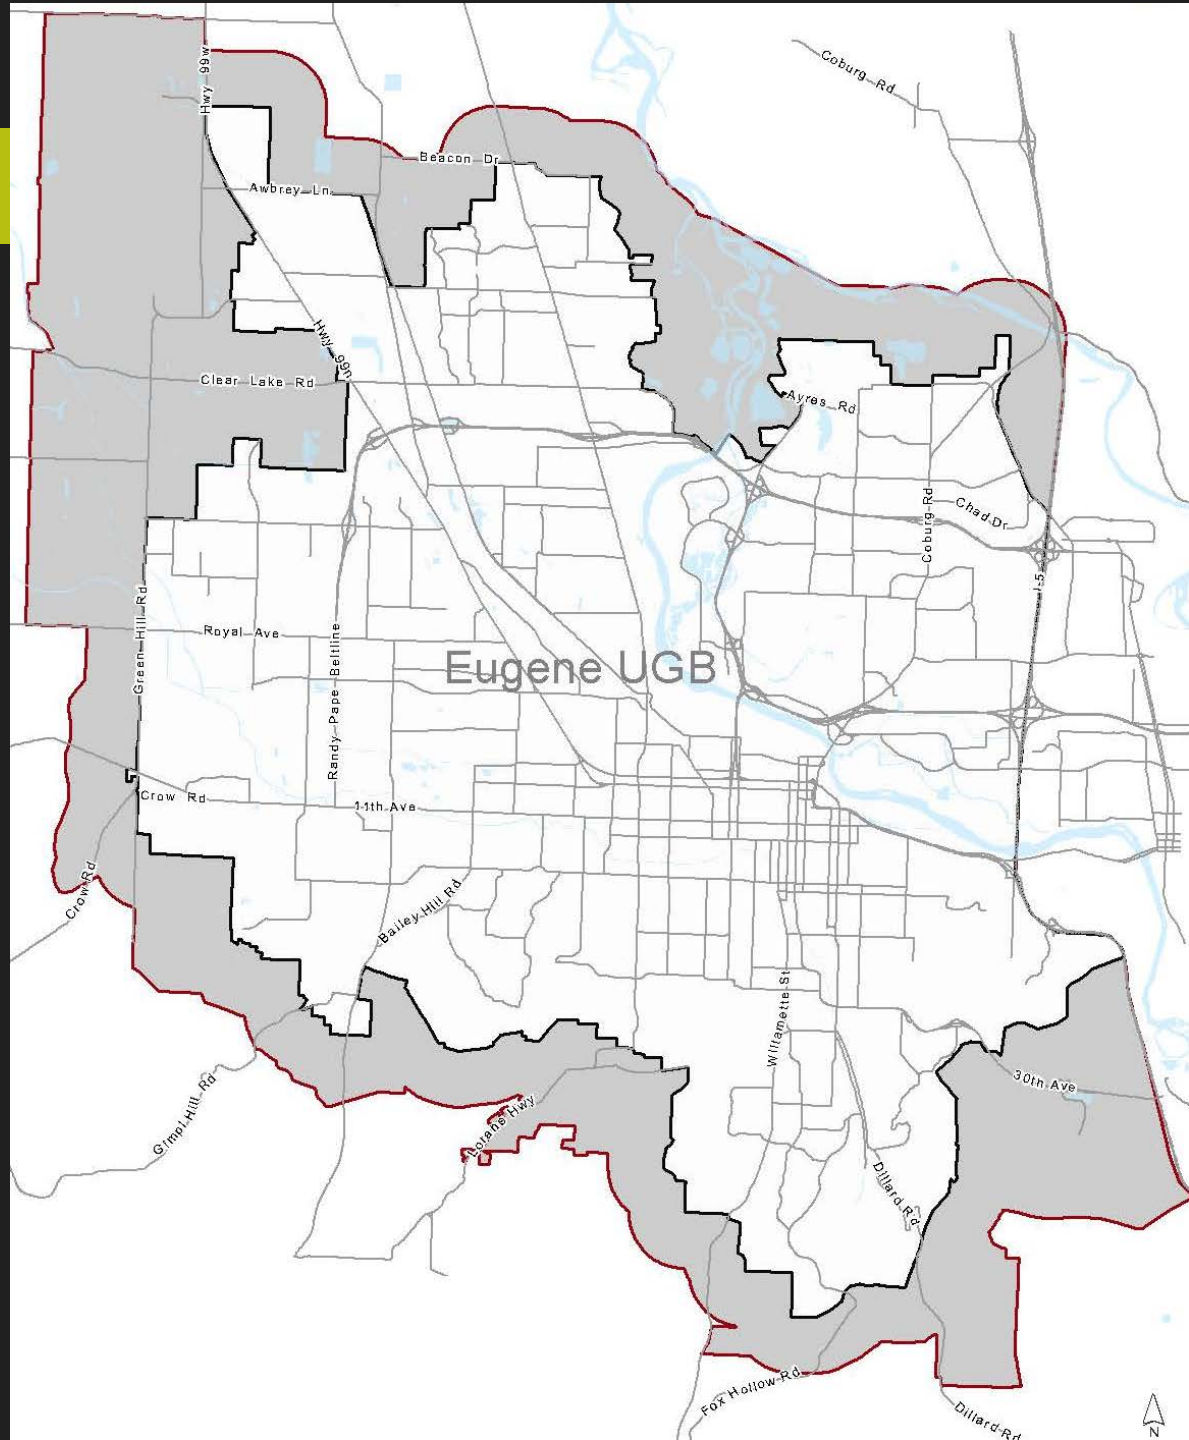 Coburg Rd
Hwy 99w
Beacon Dr
Awbrey Ln
Hwy 99n
Clear Lake Rd
Ayres Rd
Coburg Rd
Chad Dr
I-5
Green Hill Rd
Royal Ave
Randy Pape Beltline
Eugene UGB
Crow Rd
11th Ave
Crow Rd
Bailey Hill Rd
Willamette St
30th Ave
Gimpl Hill Rd
Lorane Hwy
Dillard Rd
Fox Hollow Rd
Dillard Rd
N